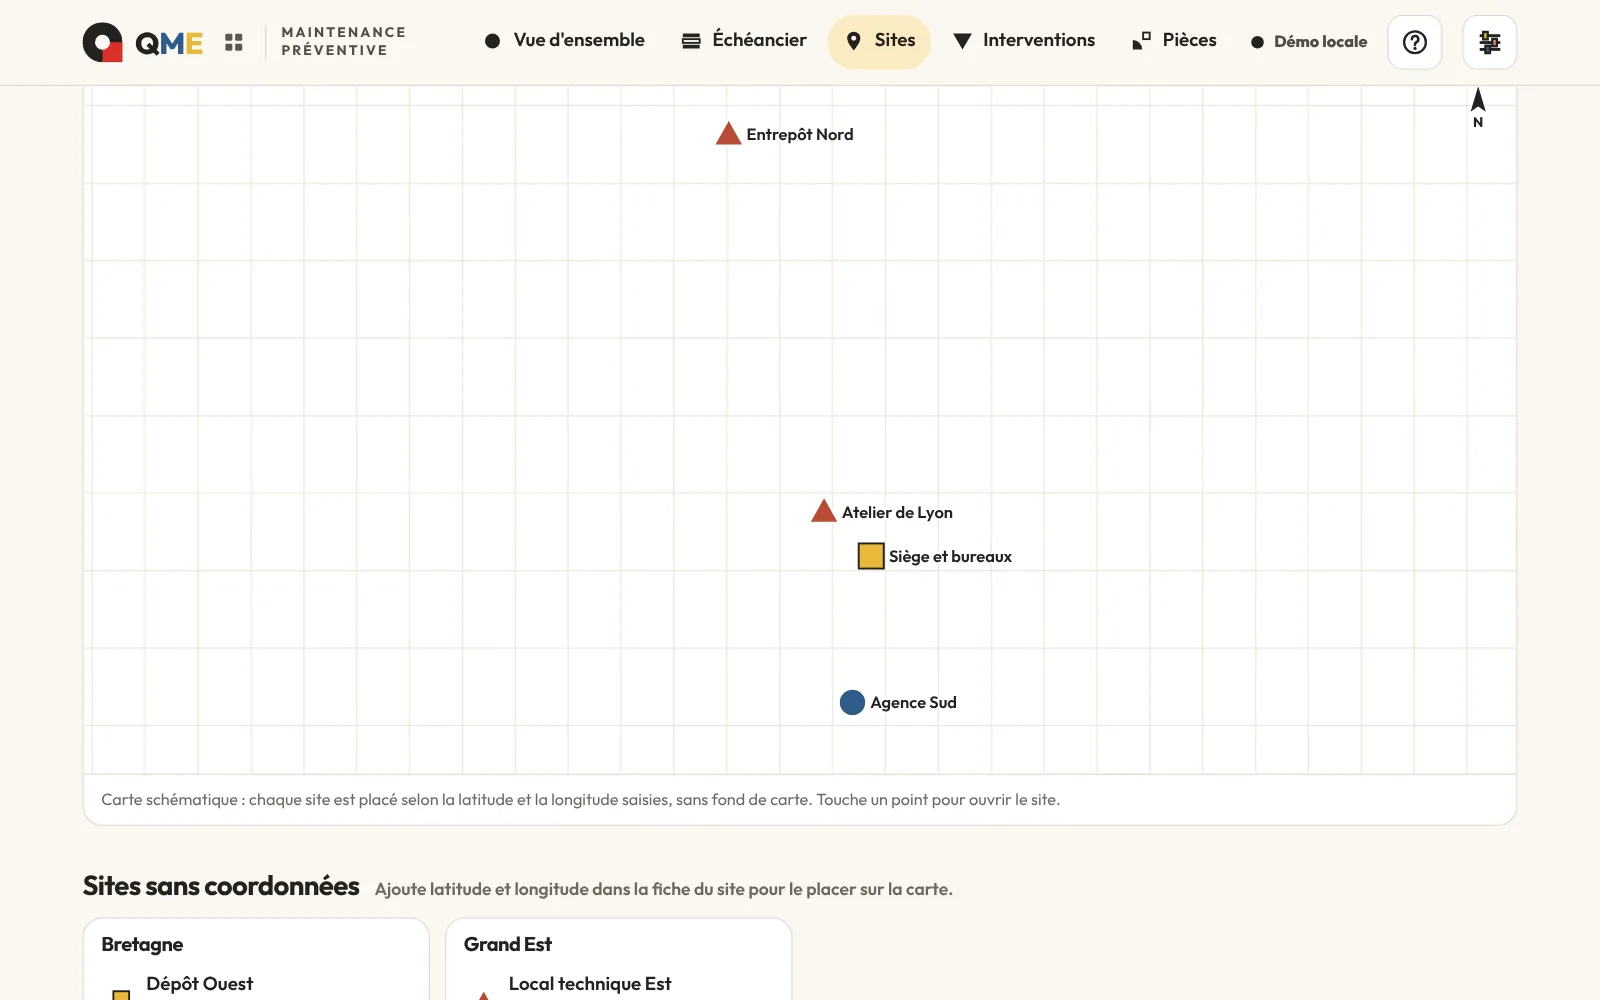 QME
MAINTENANCE
PRÉVENTIVE
Vue d'ensemble
Échéancier
Sites
Interventions
Pièces
Démo locale
N
Entrepôt Nord
Atelier de Lyon
Siège et bureaux
Agence Sud
Carte schématique : chaque site est placé selon la latitude et la longitude saisies, sans fond de carte. Touche un point pour ouvrir le site.
Sites sans coordonnées
Ajoute latitude et longitude dans la fiche du site pour le placer sur la carte.
Bretagne
Dépôt Ouest
Grand Est
Local technique Est